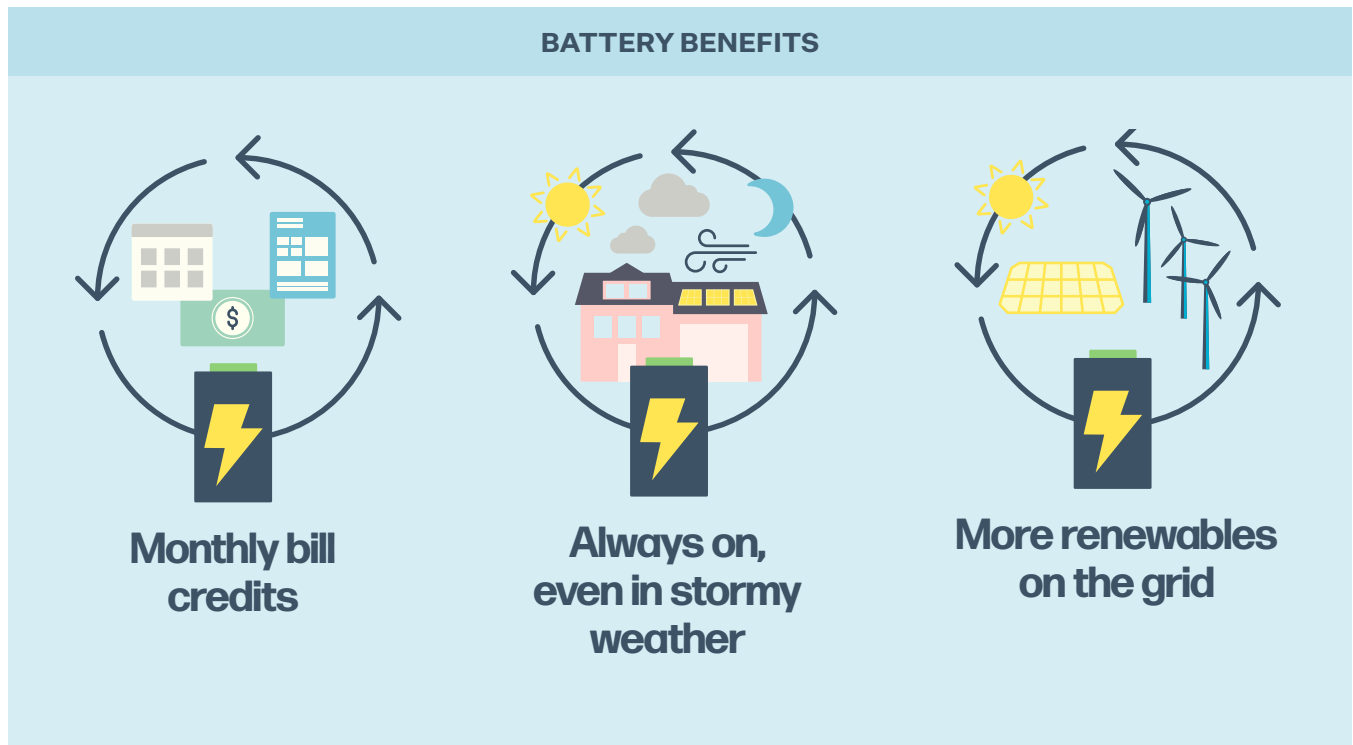 BATTERY BENEFITS
$
Monthly bill
credits
Always on,
even in stormy
weather
More renewables
on the grid